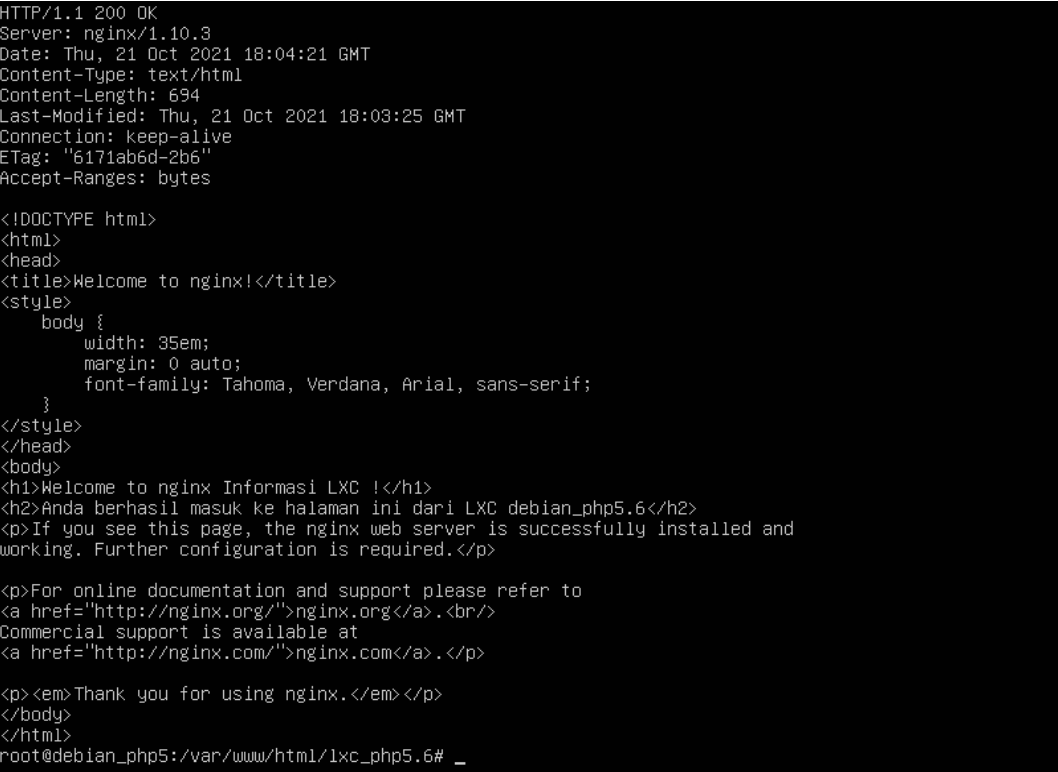 HTTP/1.1 200 OK
Server: nginx/1.10.3
Date: Thu, 21 Oct 2021 18:04:21 GMT
Content-Type: text/html
Content-Length: 694
Last-Modified: Thu, 21 Oct 2021 18:03:25 GMT
Connection: keep-alive
ETag: "6171ab6d-2b6"
Accept-Ranges: bytes

<!DOCTYPE html>
<html>
<head>
<title>Welcome to nginx!</title>
<style>
    body {
        width: 35em;
        margin: 0 auto;
        font-family: Tahoma, Verdana, Arial, sans-serif;
    }
</style>
</head>
<body>
<h1>Welcome to nginx Informasi LXC !</h1>
<h2>Anda berhasil masuk ke halaman ini dari LXC debian_php5.6</h2>
<p>If you see this page, the nginx web server is successfully installed and
working. Further configuration is required.</p>

<p>For online documentation and support please refer to
<a href="http://nginx.org/">nginx.org</a>.<br/>
Commercial support is available at
<a href="http://nginx.com/">nginx.com</a>.</p>

<p><em>Thank you for using nginx.</em></p>
</body>
</html>
root@debian_php5:/var/www/html/lxc_php5.6# _